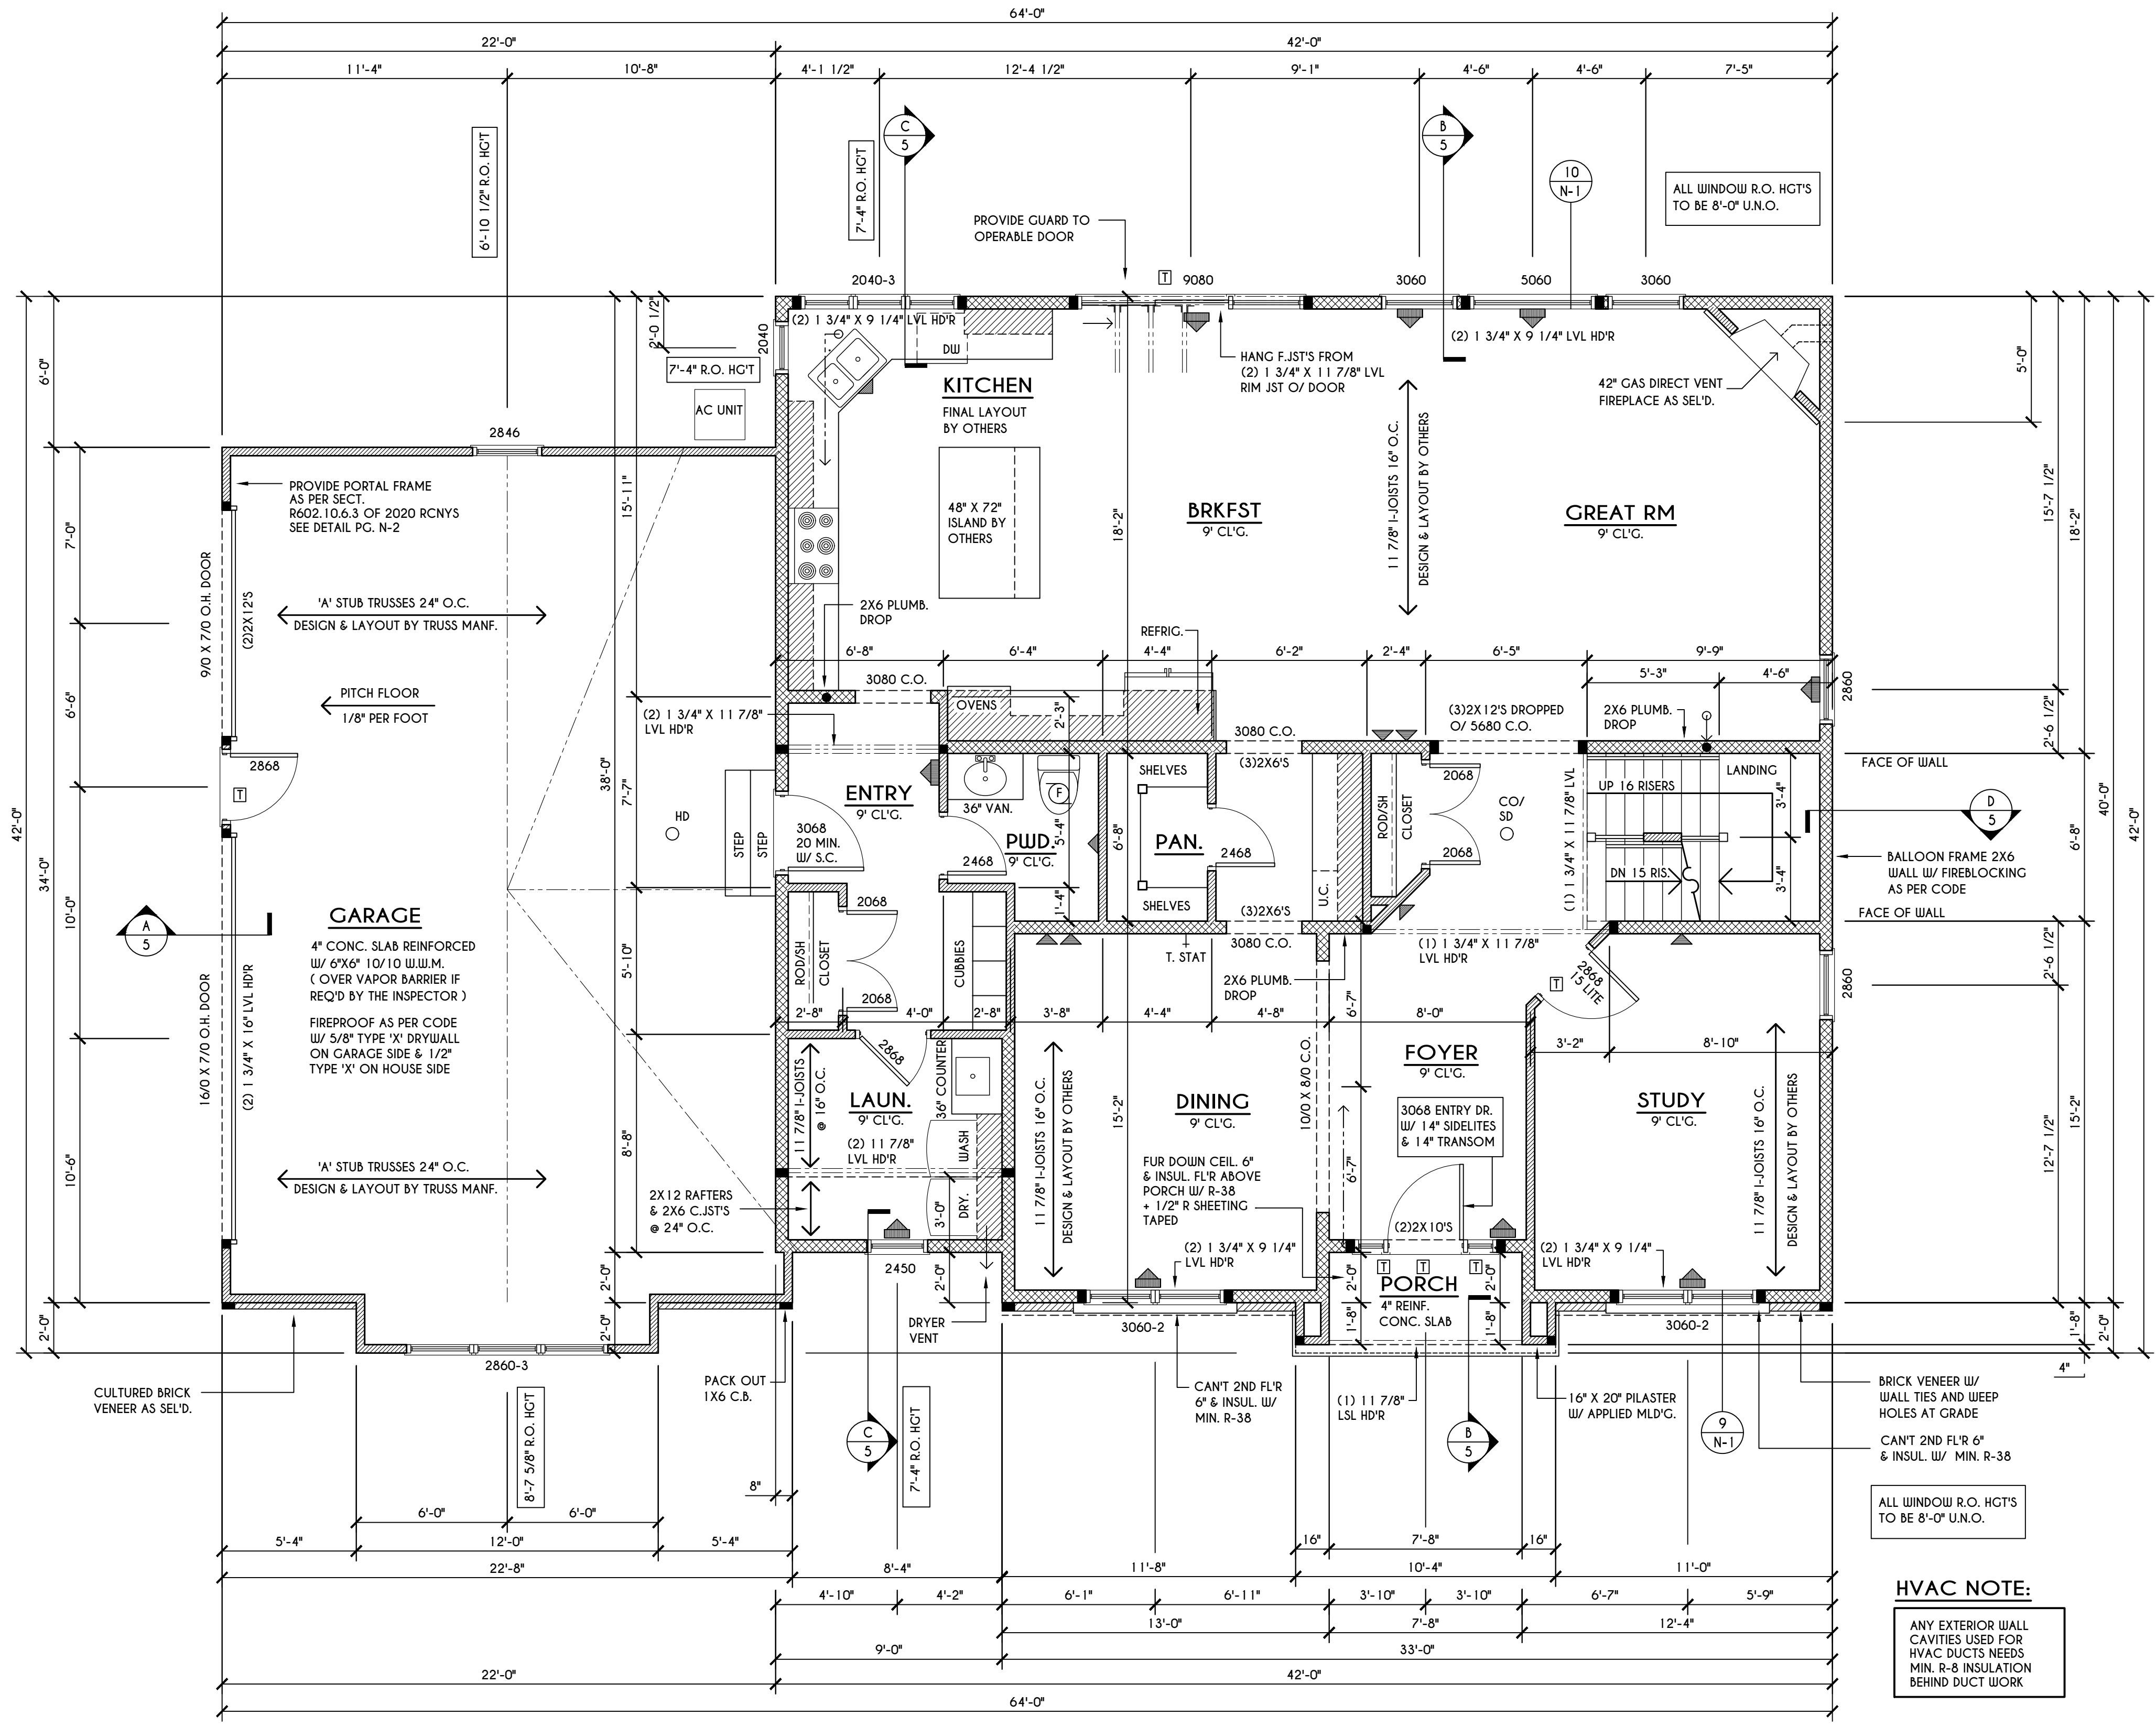 64'-0"
22'-0"
42'-0"
11'-4"
10'-8"
4'-1 1/2"
12'-4 1/2"
9'-1"
4'-6"
4'-6"
7'-5"
6'-10 1/2" R.O. HG'T
7'-4" R.O. HG'T
C
5
B
5
10
N-1
ALL WINDOW R.O. HGT'S
TO BE 8'-0" U.N.O.
PROVIDE GUARD TO
OPERABLE DOOR
2040-3
T
9080
3060
5060
3060
6'-0"
2'-0 1/2"
2040
7'-4" R.O. HG'T
AC UNIT
(2) 1 3/4" X 9 1/4" LVL HD'R
DW
KITCHEN
FINAL LAYOUT
BY OTHERS
HANG F.JST'S FROM
(2) 1 3/4" X 11 7/8" LVL
RIM JST O/ DOOR
(2) 1 3/4" X 9 1/4" LVL HD'R
42" GAS DIRECT VENT
FIREPLACE AS SEL'D.
5'-0"
2846
PROVIDE PORTAL FRAME
AS PER SECT.
R602.10.6.3 OF 2020 RCNYS
SEE DETAIL PG. N-2
15'-11"
48" X 72"
ISLAND BY
OTHERS
18'-2"
BRKFST
9' CL'G.
11 7/8" I-JOISTS 16" O.C.
DESIGN & LAYOUT BY OTHERS
GREAT RM
9' CL'G.
15'-7 1/2"
18'-2"
7'-0"
9/0 X 7/0 O.H. DOOR
(2)2X12'S
'A' STUB TRUSSES 24" O.C.
DESIGN & LAYOUT BY TRUSS MANF.
2X6 PLUMB.
DROP
REFRIG.
6'-8"
6'-4"
4'-4"
6'-2"
2'-4"
6'-5"
9'-9"
5'-3"
4'-6"
6'-6"
PITCH FLOOR
1/8" PER FOOT
3080 C.O.
OVENS
2'-3"
(2) 1 3/4" X 11 7/8"
LVL HD'R
3080 C.O.
(3)2X6'S
(3)2X12'S DROPPED
O/ 5680 C.O.
2X6 PLUMB.
DROP
2860
2'-6 1/2"
FACE OF WALL
2868
T
42'-0"
34'-0"
38'-0"
7'-7"
HD
STEP
STEP
ENTRY
9' CL'G.
3068
20 MIN.
W/ S.C.
36" VAN.
F
PWD.
9' CL'G.
5'-4"
2468
1'-4"
SHELVES
6'-8"
PAN.
2468
SHELVES
U.C.
ROD/SH
CLOSET
2068
2068
CO/
SD
(1) 1 3/4" X 11 7/8" LVL
UP 16 RISERS
LANDING
3'-4"
DN 15 RIS.
3'-4"
D
5
40'-0"
42'-0"
6'-8"
BALLOON FRAME 2X6
WALL W/ FIREBLOCKING
AS PER CODE
FACE OF WALL
A
5
10'-0"
GARAGE
4" CONC. SLAB REINFORCED
W/ 6"X6" 10/10 W.W.M.
( OVER VAPOR BARRIER IF
REQ'D BY THE INSPECTOR )
FIREPROOF AS PER CODE
W/ 5/8" TYPE 'X' DRYWALL
ON GARAGE SIDE & 1/2"
TYPE 'X' ON HOUSE SIDE
16/0 X 7/0 O.H. DOOR
(2) 1 3/4" X 16" LVL HD'R
5'-10"
2068
ROD/SH
CLOSET
2068
CUBBIES
2'-8"
4'-0"
2'-8"
3'-8"
4'-4"
4'-8"
8'-0"
(3)2X6'S
3080 C.O.
T. STAT
2X6 PLUMB.
DROP
(1) 1 3/4" X 11 7/8"
LVL HD'R
6'-7"
2868
15 LITE
T
2860
2'-6 1/2"
3'-2"
8'-10"
2868
36" COUNTER
11 7/8" I-JOISTS
@ 16" O.C.
LAUN.
9' CL'G.
(2) 11 7/8"
LVL HD'R
WASH
DRY.
3'-0"
8'-8"
11 7/8" I-JOISTS 16" O.C.
DESIGN & LAYOUT BY OTHERS
15'-2"
DINING
9' CL'G.
10/0 X 8/0 C.O.
FOYER
9' CL'G.
3068 ENTRY DR.
W/ 14" SIDELITES
& 14" TRANSOM
6'-7"
STUDY
9' CL'G.
11 7/8" I-JOISTS 16" O.C.
DESIGN & LAYOUT BY OTHERS
12'-7 1/2"
15'-2"
10'-6"
'A' STUB TRUSSES 24" O.C.
DESIGN & LAYOUT BY TRUSS MANF.
2X12 RAFTERS
& 2X6 C.JST'S
@ 24" O.C.
FUR DOWN CEIL. 6"
& INSUL. FL'R ABOVE
PORCH W/ R-38
+ 1/2" R SHEETING
TAPED
(2)2X10'S
(2) 1 3/4" X 9 1/4"
LVL HD'R
(2) 1 3/4" X 9 1/4"
LVL HD'R
2450
2'-0"
2'-0"
T
T
T
2'-0"
PORCH
4" REINF.
CONC. SLAB
2'-0"
1'-8"
1'-8"
2'-0"
2'-0"
DRYER
VENT
3060-2
3060-2
1'-8"
2'-0"
4"
2860-3
CULTURED BRICK
VENEER AS SEL'D.
8'-7 5/8" R.O. HG'T
PACK OUT
1X6 C.B.
C
5
7'-4" R.O. HG'T
CAN'T 2ND FL'R
6" & INSUL. W/
MIN. R-38
(1) 11 7/8"
LSL HD'R
B
5
16" X 20" PILASTER
W/ APPLIED MLD'G.
9
N-1
BRICK VENEER W/
WALL TIES AND WEEP
HOLES AT GRADE
CAN'T 2ND FL'R 6"
& INSUL. W/ MIN. R-38
8"
ALL WINDOW R.O. HGT'S
TO BE 8'-0" U.N.O.
6'-0"
6'-0"
5'-4"
12'-0"
5'-4"
16"
7'-8"
16"
22'-8"
8'-4"
11'-8"
10'-4"
11'-0"
4'-10"
4'-2"
6'-1"
6'-11"
3'-10"
3'-10"
6'-7"
5'-9"
13'-0"
7'-8"
12'-4"
9'-0"
33'-0"
22'-0"
42'-0"
64'-0"
HVAC NOTE:
ANY EXTERIOR WALL
CAVITIES USED FOR
HVAC DUCTS NEEDS
MIN. R-8 INSULATION
BEHIND DUCT WORK